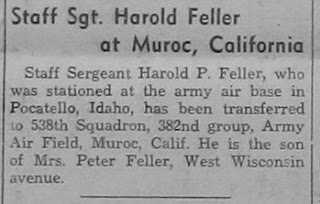 Staff Sgt. Harold Feller
at Muroc, California
Staff Sergeant Harold P. Feller, who
was stationed at the army air base in
Pocatello, Idaho, has been transferred
to 538th Squadron, 382nd group, Army
Air Field, Muroc, Calif. He is the son
of Mrs. Peter Feller, West Wisconsin
avenue.